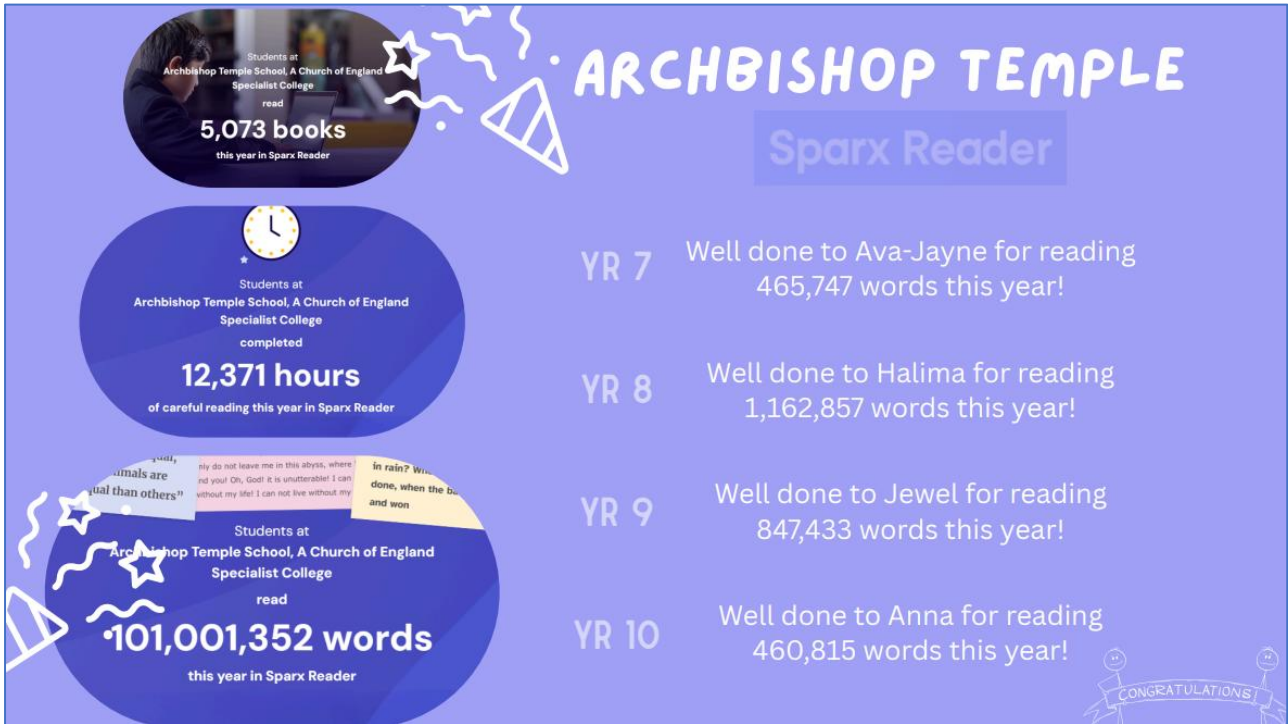 Students at
Archbishop Temple School, A Church of England
Specialist College
read
5,073 books
this year in Sparx Reader
Students at
Archbishop Temple School, A Church of England
Specialist College
completed
12,371 hours
of careful reading this year in Sparx Reader
imals are
ual than others”
nly do not leave me in this abyss, where
nd you! Oh, God! it is unutterable! I can
without my life! I can not live without my
in rain?
done, when the
and won
Students at
Archbishop Temple School, A Church of England
Specialist College
read
101,001,352 words
this year in Sparx Reader
ARCHBISHOP TEMPLE
Sparx Reader
YR 7
Well done to Ava-Jayne for reading
465,747 words this year!
YR 8
Well done to Halima for reading
1,162,857 words this year!
YR 9
Well done to Jewel for reading
847,433 words this year!
YR 10
Well done to Anna for reading
460,815 words this year!
CONGRATULATIONS!